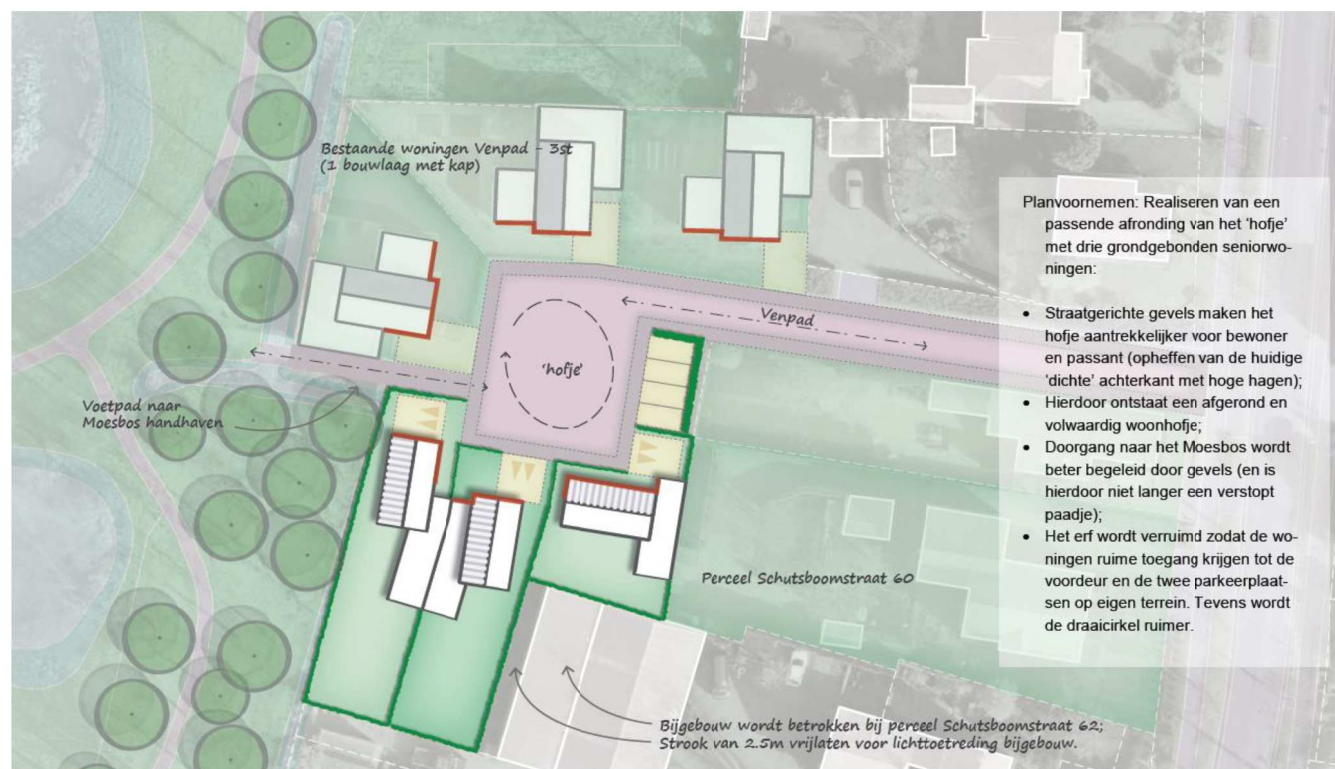 Bestaande woningen Venpad - 3st
(1 bouwlaag met kap)
Venpad
'hofje'
Voetpad naar
Moesbos handhaven
Perceel Schutsboomstraat 60
Bijgebouw wordt betrokken bij perceel Schutsboomstraat 62;
Strook van 2.5m vrijlaten voor lichttoetreding bijgebouw.
Planvoornemen: Realiseren van een
passende afronding van het 'hofje'
met drie grondgebonden seniorwo-
ningen:
• Straatgerichte gevels maken het
hofje aantrekkelijker voor bewoner
en passant (opheffen van de huidige
'dichte' achterkant met hoge hagen);
• Hierdoor ontstaat een afgerond en
volwaardig woonhofje;
• Doorgang naar het Moesbos wordt
beter begeleid door gevels (en is
hierdoor niet langer een verstopt
paadje);
• Het erf wordt verruimd zodat de wo-
ningen ruime toegang krijgen tot de
voordeur en de twee parkeerplaat-
sen op eigen terrein. Tevens wordt
de draaicirkel ruimer.